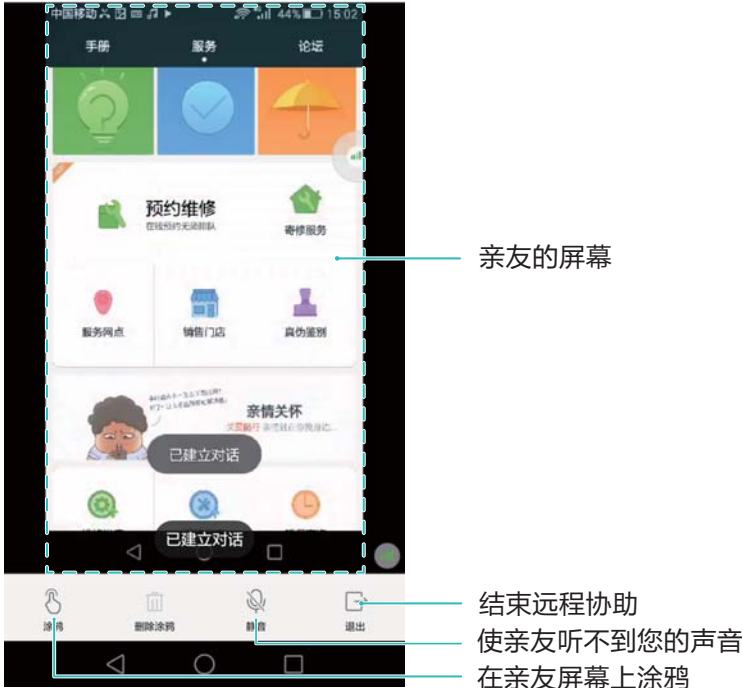 中国移动 44% 15:02
手册 服务 论坛
预约维修
在线预约无须排队
寄修服务
亲友的屏幕
服务网点 销售门店 真伪鉴别
亲情关怀
已建立对话
已建立对话
涂鸦 删除涂鸦 静音 退出
结束远程协助
使亲友听不到您的声音
在亲友屏幕上涂鸦